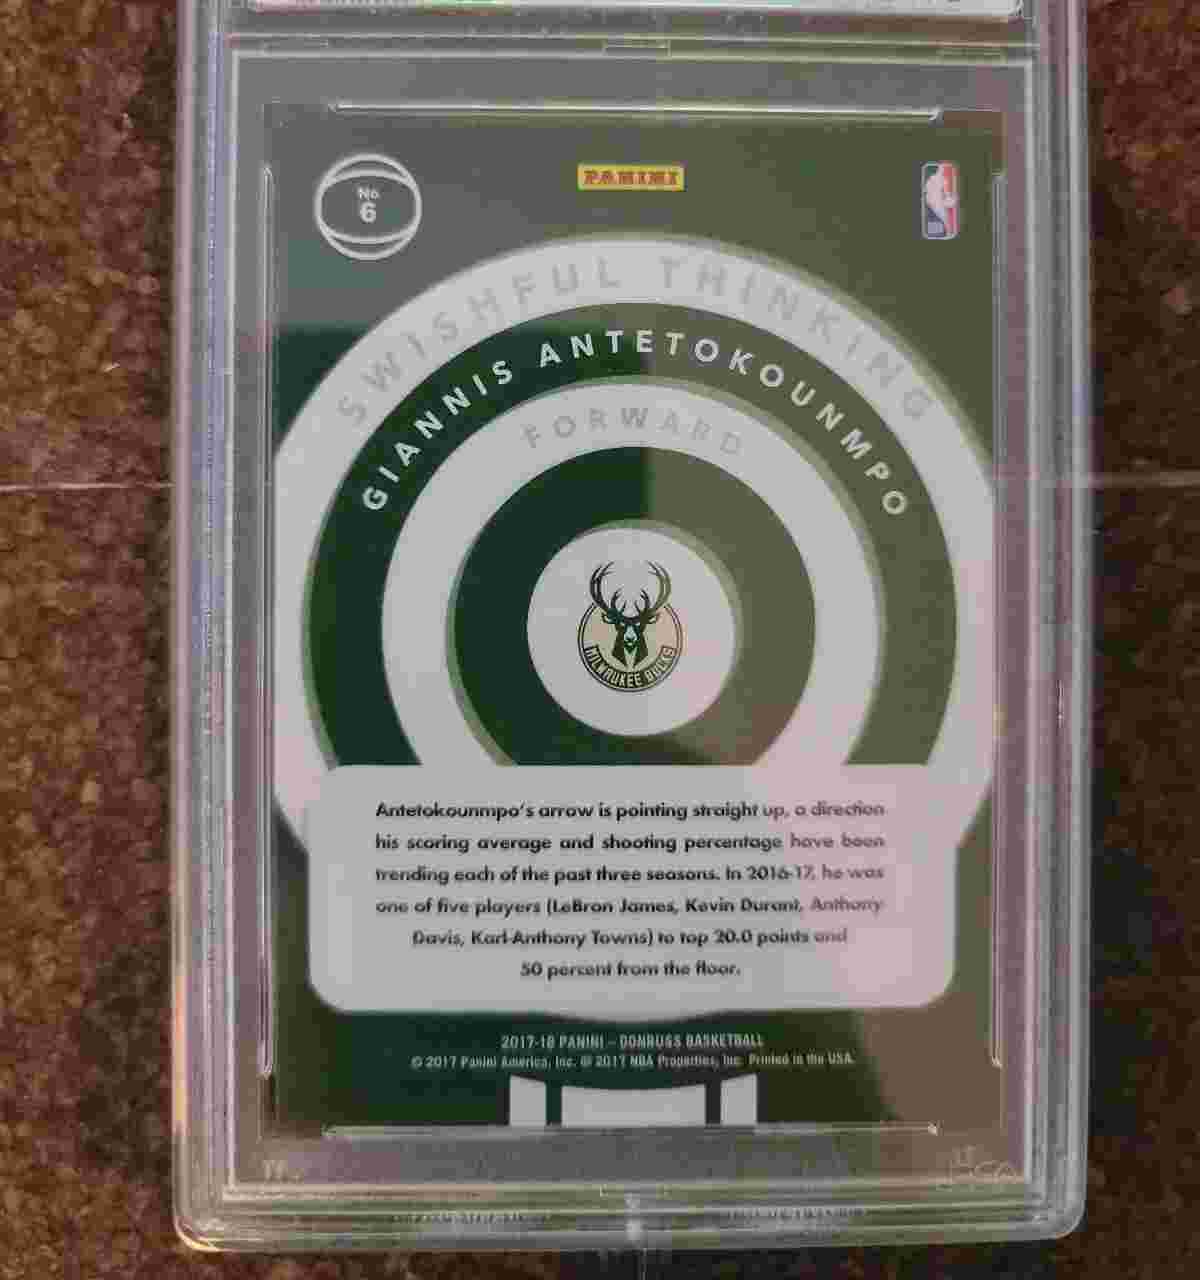 No
6
PANINI
SWISHFUL THINKING
GIANNIS ANTETOKOUNMPO
FORWARD
MILWAUKEE BUCKS
Antetokounmpo's arrow is pointing straight up, a direction
his scoring average and shooting percentage have been
trending each of the past three seasons. In 2016-17, he was
one of five players (LeBron James, Kevin Durant, Anthony
Davis, Karl-Anthony Towns) to top 20.0 points and
50 percent from the floor.
2017-18 PANINI - DONRUSS BASKETBALL
© 2017 Panini America, Inc. © 2017 NBA Properties, Inc. Printed in the USA.